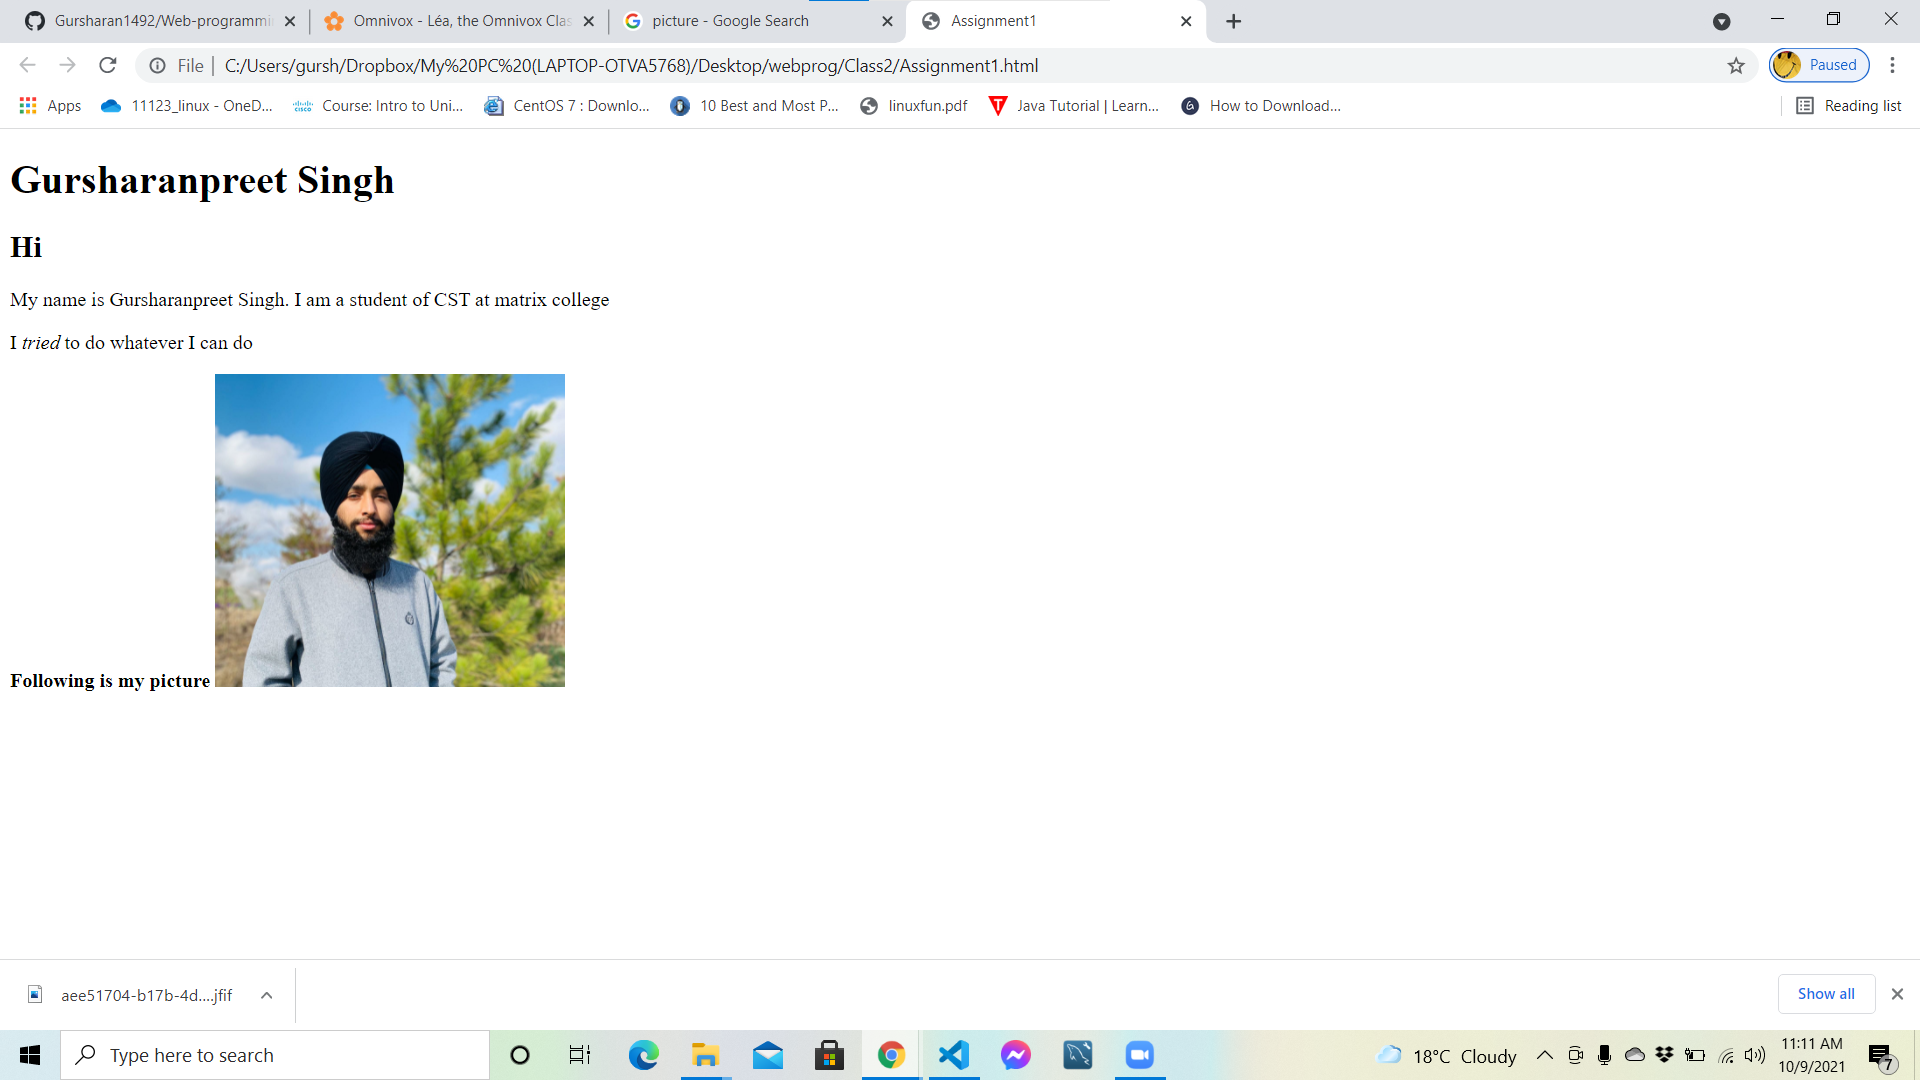 Gursharan1492/Web-programmi
Omnivox - Léa, the Omnivox Clas
picture - Google Search
Assignment1
File
C:/Users/gursh/Dropbox/My%20PC%20(LAPTOP-OTVA5768)/Desktop/webprog/Class2/Assignment1.html
Paused
Apps
11123_linux - OneD...
Course: Intro to Uni...
CentOS 7 : Downlo...
10 Best and Most P...
linuxfun.pdf
Java Tutorial | Learn...
How to Download...
Reading list
Gursharanpreet Singh
Hi
My name is Gursharanpreet Singh. I am a student of CST at matrix college
I tried to do whatever I can do
Following is my picture
aee51704-b17b-4d....jfif
Show all
Type here to search
18°C Cloudy
11:11 AM
10/9/2021
7